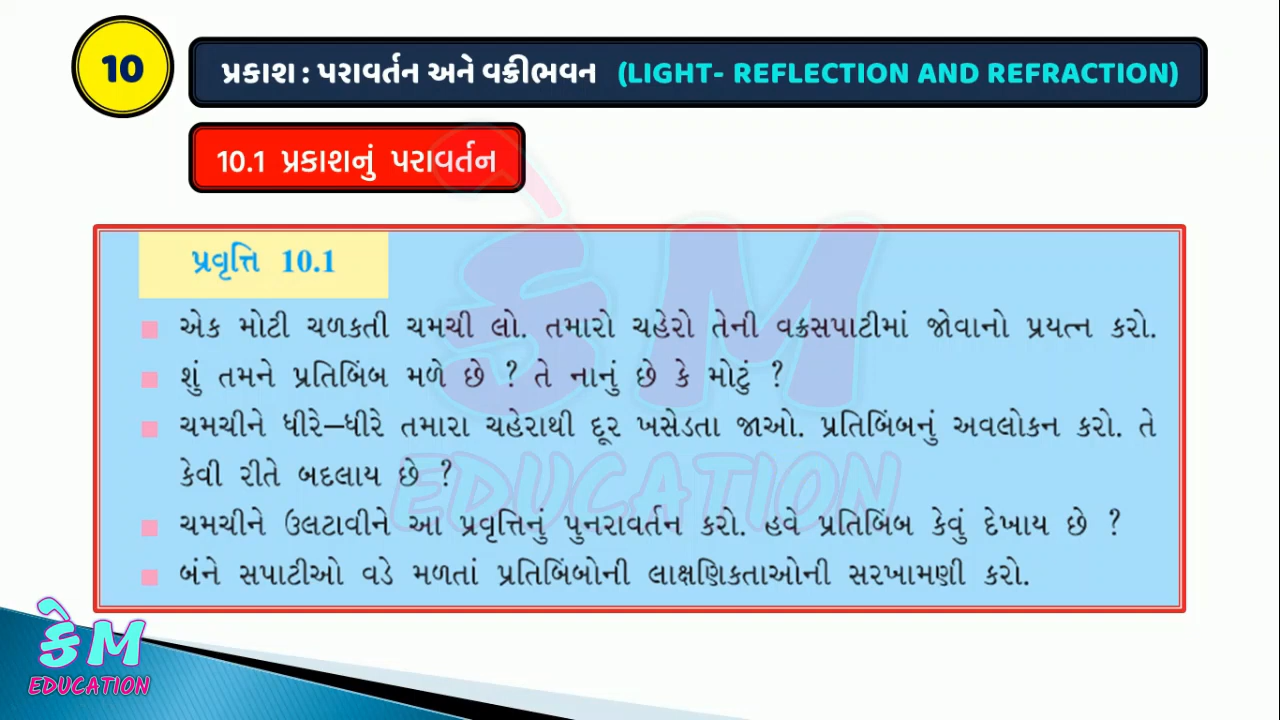 10
પ્રકાશ : પરાવર્તન અને વક્રીભવન (LIGHT- REFLECTION AND REFRACTION)
10.1 પ્રકાશનું પરાવર્તન
પ્રવૃત્તિ 10.1
એક મોટી ચળકતી ચમચી લો. તમારો ચહેરો તેની વક્રસપાટીમાં જોવાનો પ્રયત્ન કરો.
શું તમને પ્રતિબિંબ મળે છે ? તે નાનું છે કે મોટું ?
ચમચીને ધીરે–ધીરે તમારા ચહેરાથી દૂર ખસેડતા જાઓ. પ્રતિબિંબનું અવલોકન કરો. તે
કેવી રીતે બદલાય છે ?
ચમચીને ઉલટાવીને આ પ્રવૃત્તિનું પુનરાવર્તન કરો. હવે પ્રતિબિંબ કેવું દેખાય છે ?
બંને સપાટીઓ વડે મળતાં પ્રતિબિંબોની લાક્ષણિકતાઓની સરખામણી કરો.
કેM
EDUCATION
કેM
EDUCATION